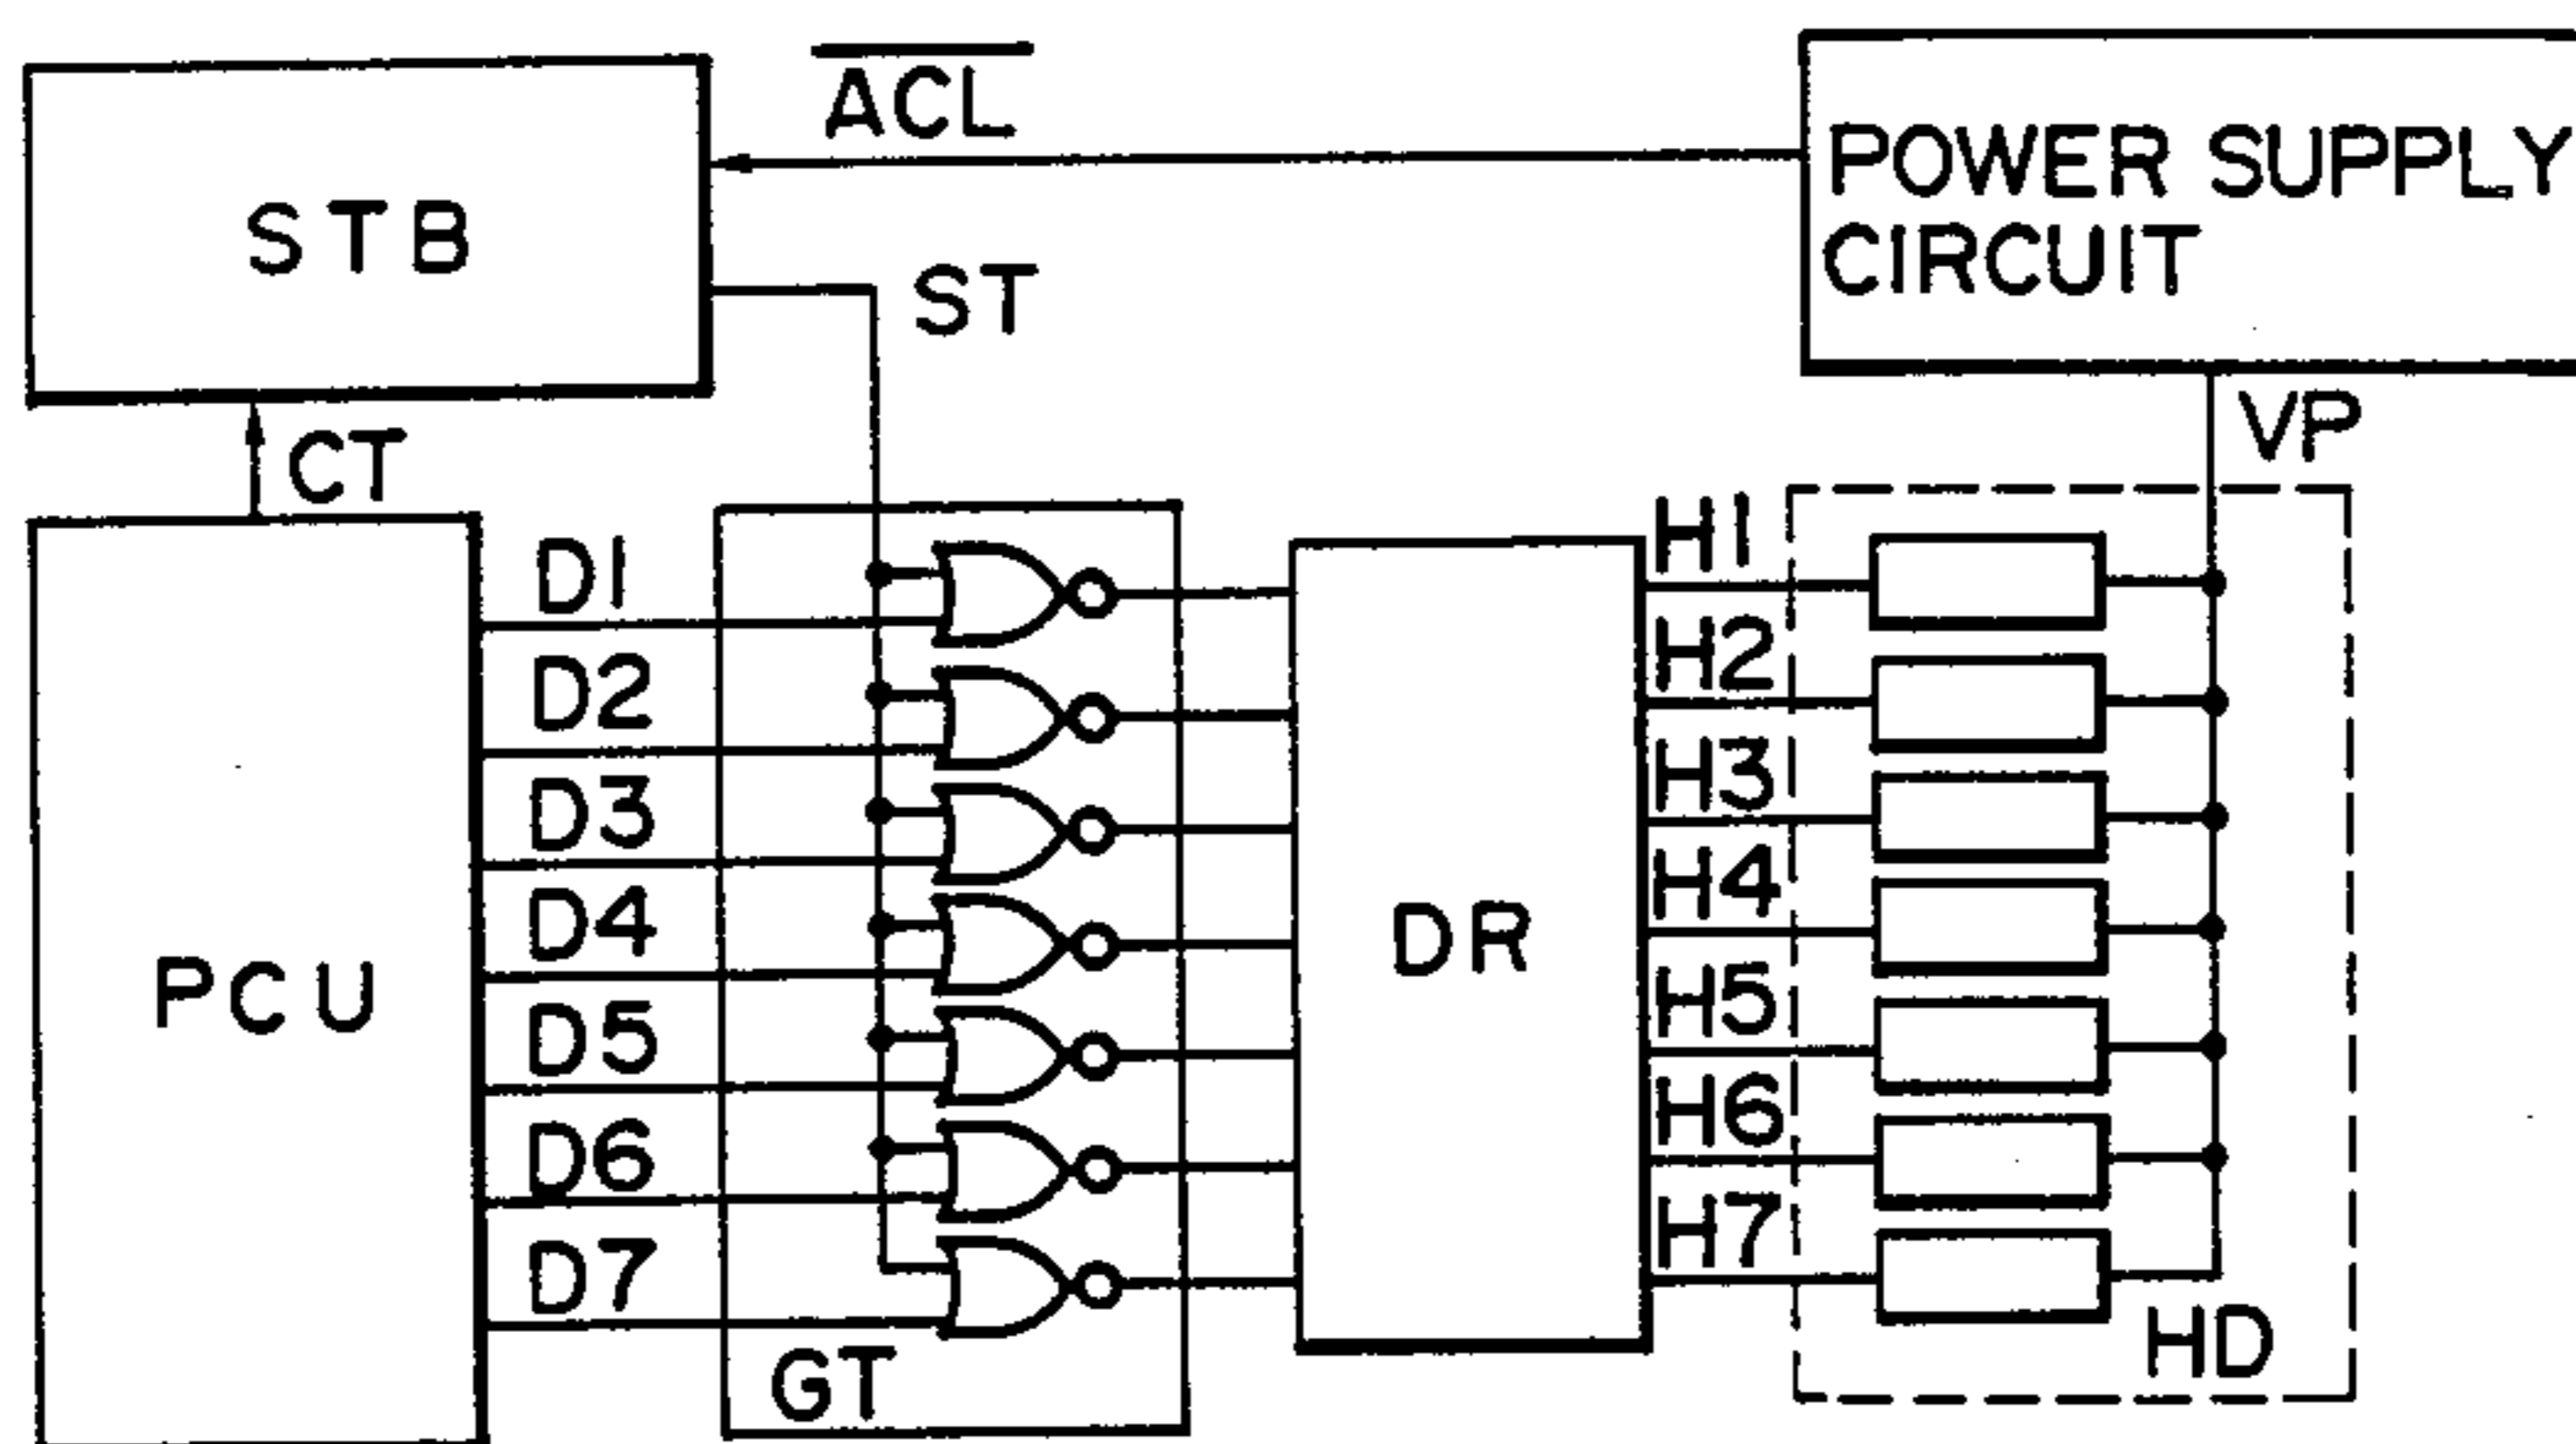 ACL
POWER SUPPLY
CIRCUIT
STB
ST
VP
CT
H1
D1
H2
D2
H3
D3
H4
D4
DR
PCU
H5
D5
H6
D6
H7
D7
HD
GT